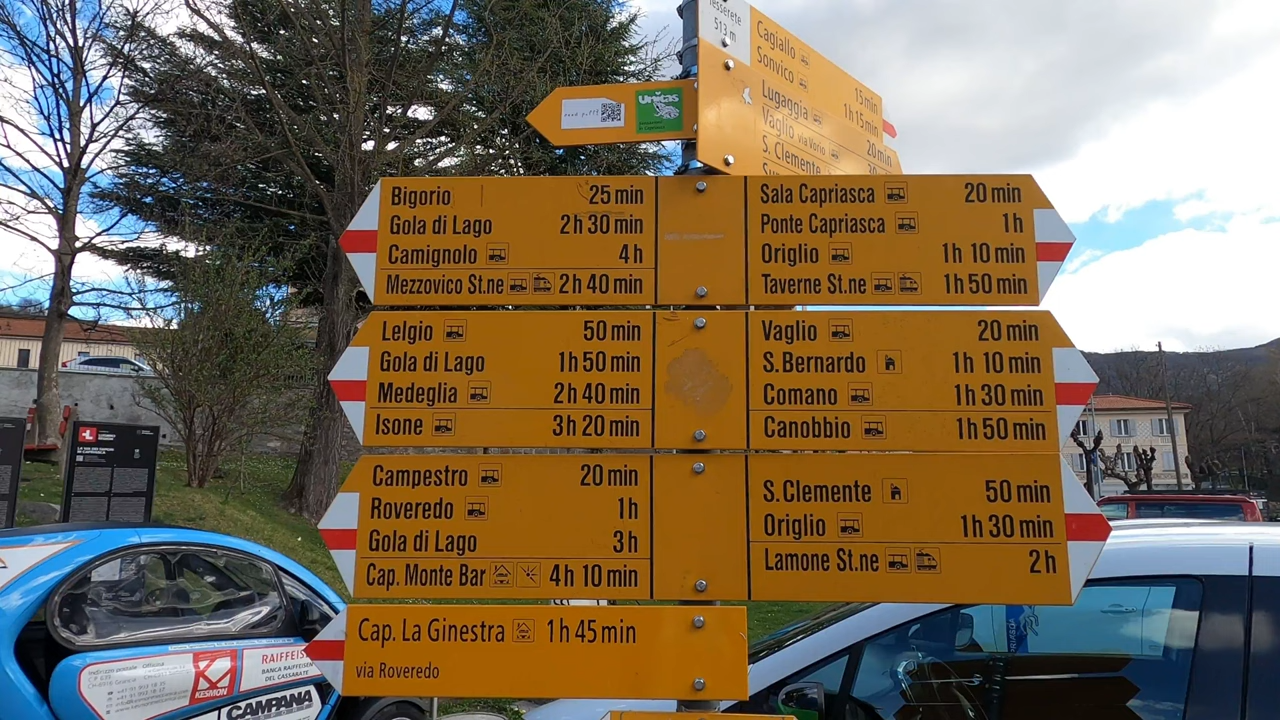 Tesserete
513 m
Cagiallo
Sonvico
15 min
1h 15 min
Lugaggia
Vaglio via Vorio
20 min
S. Clemente
Unitas
Bigorio 25 min
Gola di Lago 2h 30 min
Camignolo 4h
Mezzovico St.ne 2h 40 min
Sala Capriasca 20 min
Ponte Capriasca 1h
Origlio 1h 10 min
Taverne St.ne 1h 50 min
Lelgio 50 min
Gola di Lago 1h 50 min
Medeglia 2h 40 min
Isone 3h 20 min
Vaglio 20 min
S.Bernardo 1h 10 min
Comano 1h 30 min
Canobbio 1h 50 min
Campestro 20 min
Roveredo 1h
Gola di Lago 3h
Cap. Monte Bar 4h 10 min
S.Clemente 50 min
Origlio 1h 30 min
Lamone St.ne 2h
Cap. La Ginestra 1h 45 min
via Roveredo
Indirizzo postale
KESMON
RAIFFEISEN
BANCA RAIFFEISEN
DEL CASSARATE
CAMPANA